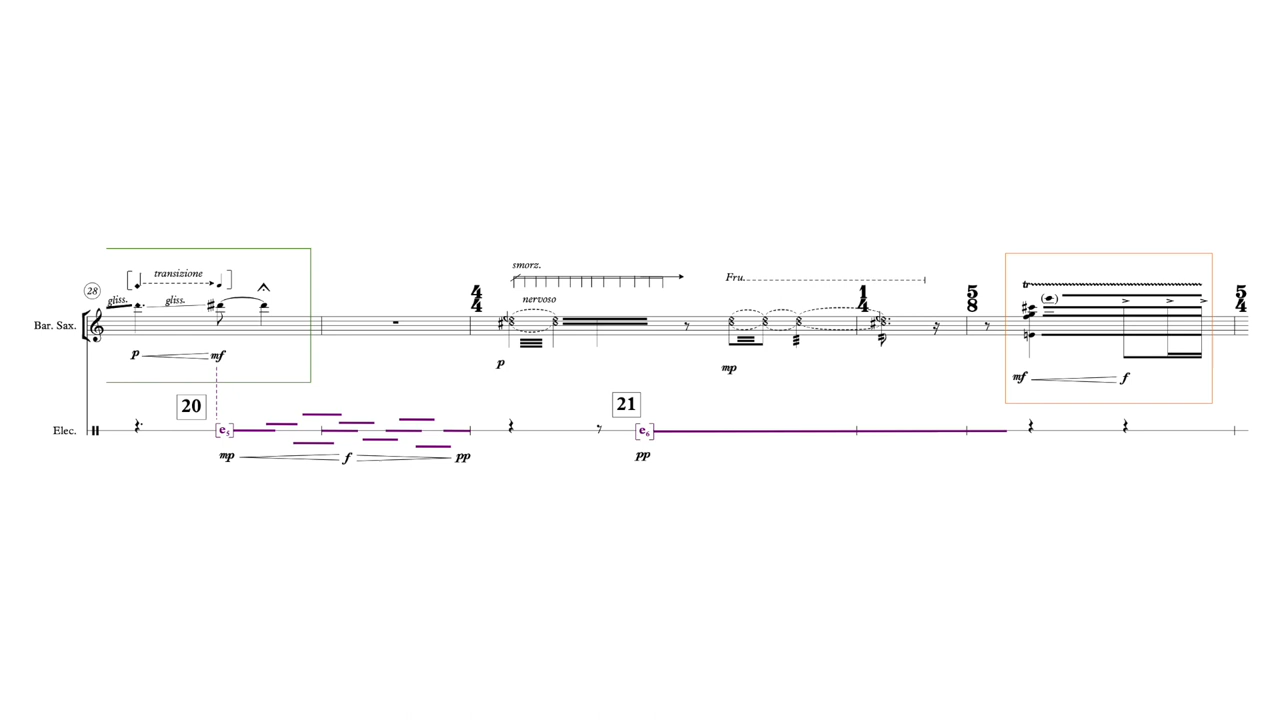 smorz.
transizione
Fru.
28
gliss.
gliss.
nervoso
4
4
1
4
5
8
5
4
tr
Bar. Sax.
p
mf
p
mp
mf
f
20
21
Elec.
e5
e6
mp
f
pp
pp